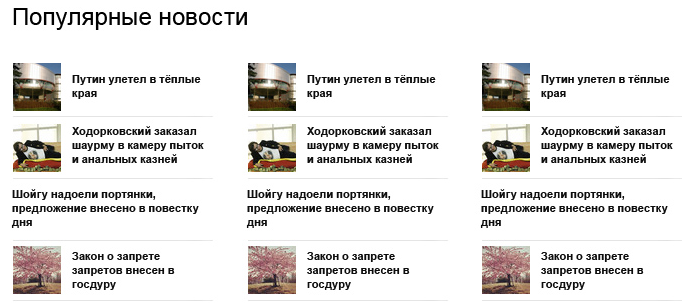 Популярные новости
Путин улетел в тёплые
края
Ходорковский заказал
шаурму в камеру пыток
и анальных казней
Шойгу надоели портянки,
предложение внесено в повестку
дня
Закон о запрете
запретов внесен в
госдуру
Путин улетел в тёплые
края
Ходорковский заказал
шаурму в камеру пыток
и анальных казней
Шойгу надоели портянки,
предложение внесено в повестку
дня
Закон о запрете
запретов внесен в
госдуру
Путин улетел в тёплые
края
Ходорковский заказал
шаурму в камеру пыток
и анальных казней
Шойгу надоели портянки,
предложение внесено в повестку
дня
Закон о запрете
запретов внесен в
госдуру